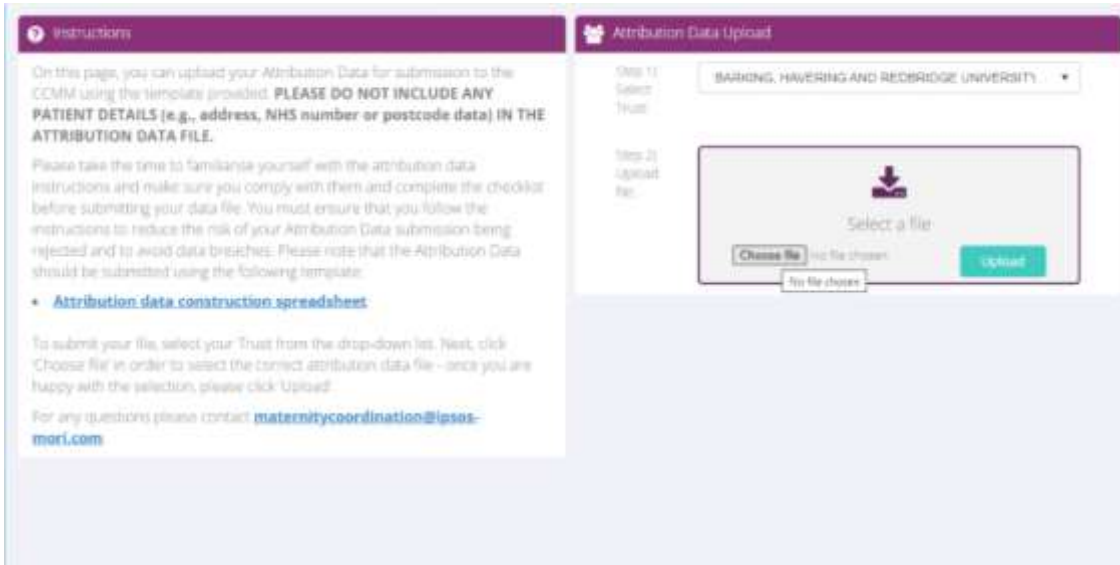 Instructions
On this page, you can upload your Attribution Data for submission to the
CCMM using the template provided. PLEASE DO NOT INCLUDE ANY
PATIENT DETAILS (e.g., address, NHS number or postcode data) IN THE
ATTRIBUTION DATA FILE.
Please take the time to familiarise yourself with the attribution data
instructions and make sure you comply with them and complete the checklist
before submitting your data file. You must ensure that you follow the
instructions to reduce the risk of your Attribution Data submission being
rejected and to avoid data breaches. Please note that the Attribution Data
should be submitted using the following template:
• Attribution data construction spreadsheet
To submit your file, select your Trust from the drop-down list. Next, click
'Choose file' in order to select the correct attribution data file - once you are
happy with the selection, please click 'Upload'.
For any questions please contact maternitycoordination@ipsos-
mori.com
Attribution Data Upload
Step 1)
Select
Trust:
BARKING, HAVERING AND REDBRIDGE UNIVERSITY
Step 2)
Upload
file:
Select a file
Choose file No file chosen
Upload
No file chosen